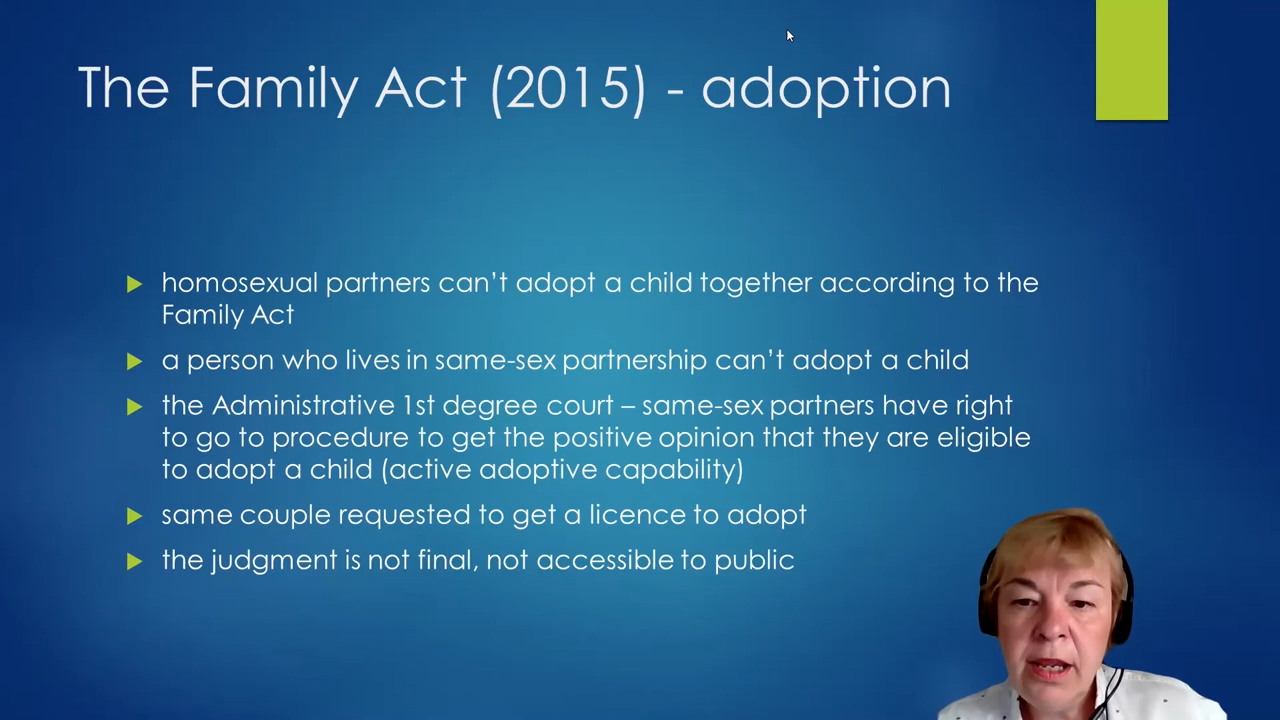 The Family Act (2015) - adoption
homosexual partners can’t adopt a child together according to the
Family Act
a person who lives in same-sex partnership can’t adopt a child
the Administrative 1st degree court – same-sex partners have right
to go to procedure to get the positive opinion that they are eligible
to adopt a child (active adoptive capability)
same couple requested to get a licence to adopt
the judgment is not final, not accessible to public